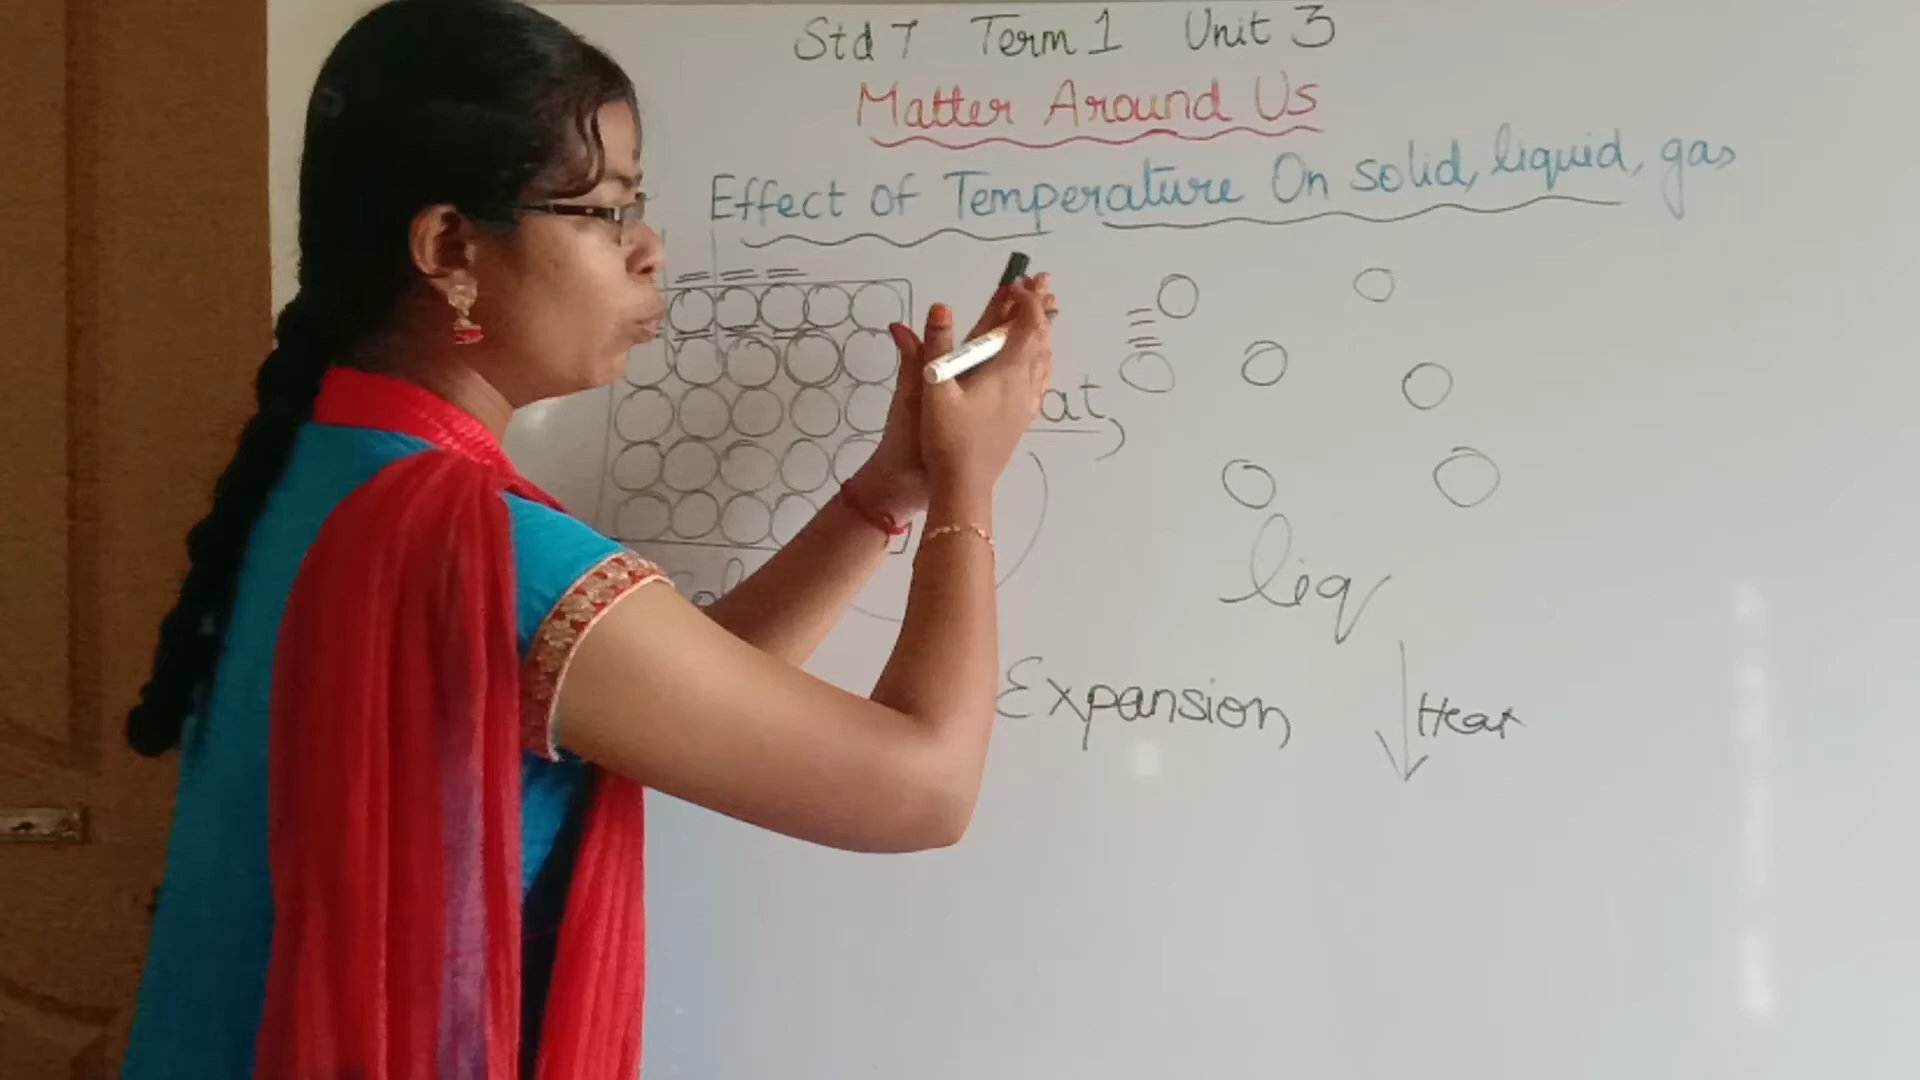 Std 7 Term 1 Unit 3
Matter Around Us
Effect of Temperature On solid, liquid, gas
liq
Expansion
Heat